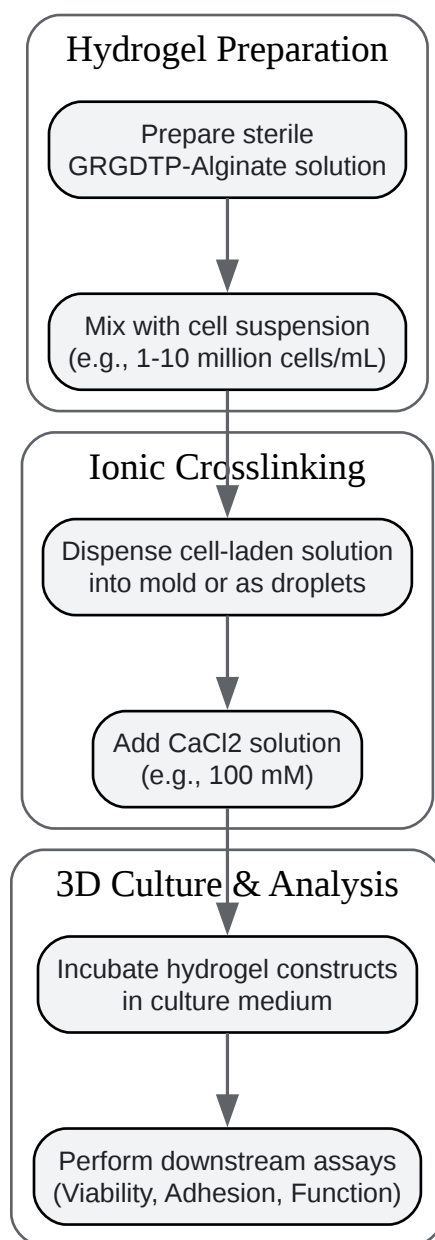 Hydrogel Preparation
Prepare sterile
GRGDTP-Alginate solution
Mix with cell suspension
(e.g., 1-10 million cells/mL)
Ionic Crosslinking
Dispense cell-laden solution
into mold or as droplets
Add CaCl2 solution
(e.g., 100 mM)
3D Culture & Analysis
Incubate hydrogel constructs
in culture medium
Perform downstream assays
(Viability, Adhesion, Function)